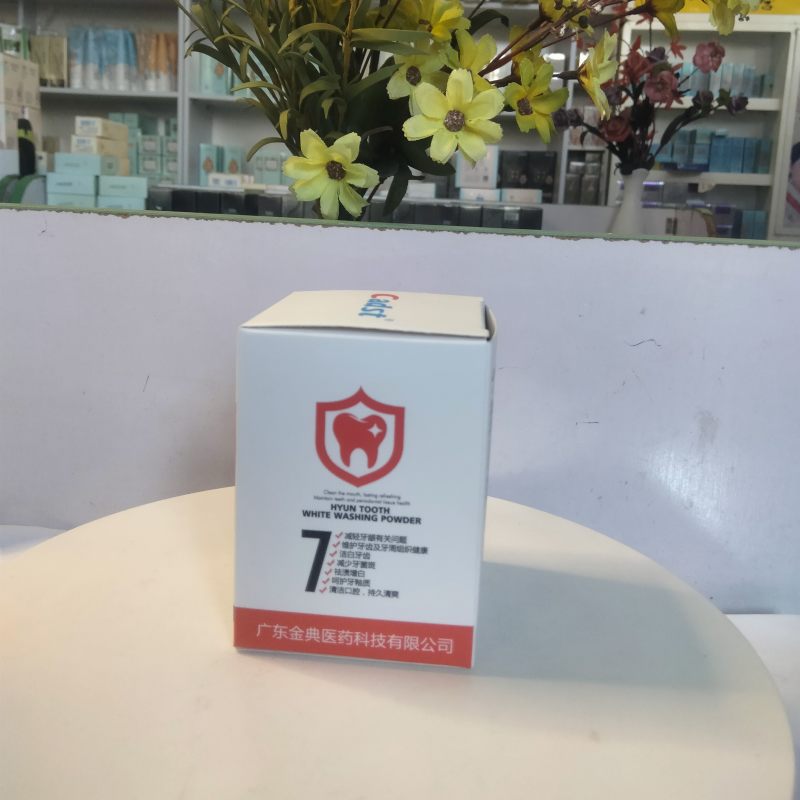 Cadst
Clean the mouth, lasting refreshing
Maintain teeth and periodontal tissue health
HYUN TOOTH
WHITE WASHING POWDER
7
减轻牙龈有关问题
维护牙齿及牙周组织健康
洁白牙齿
减少牙菌斑
祛渍增白
呵护牙釉质
清洁口腔，持久清爽
广东金典医药科技有限公司